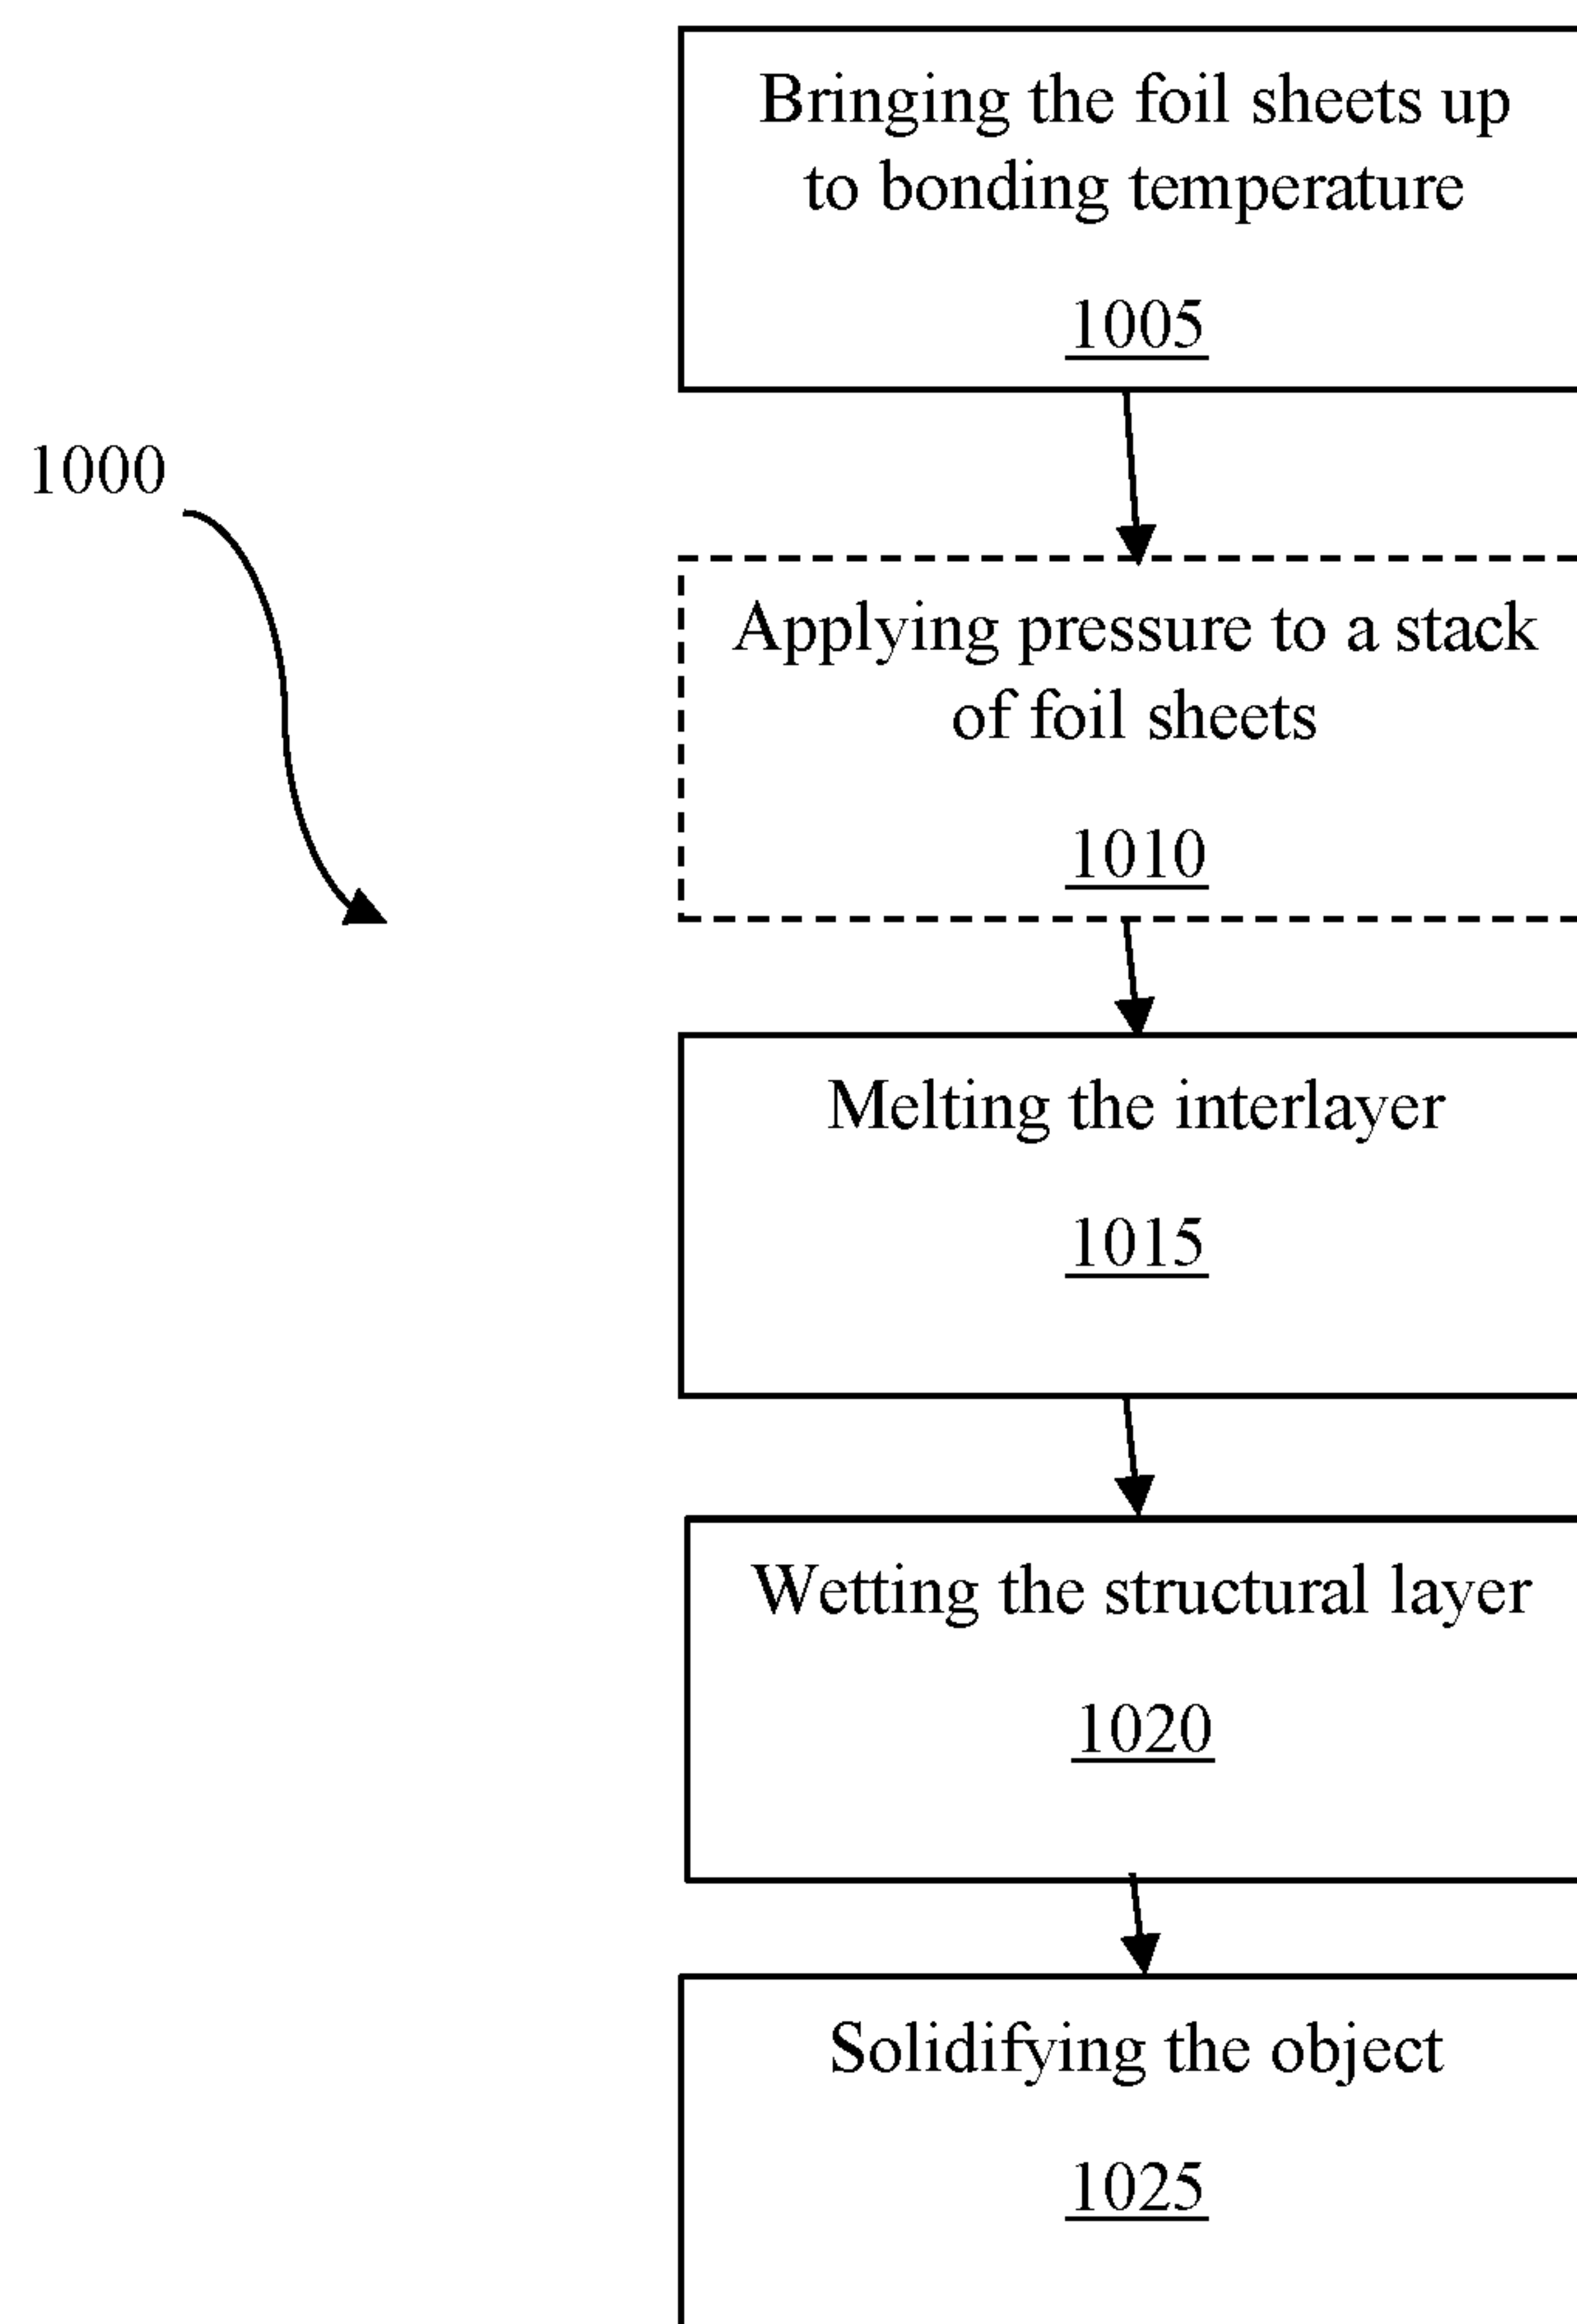 Bringing the foil sheets up
to bonding temperature
1005
1000
Applying pressure to a stack
of foil sheets
1010
Melting the interlayer
1015
Wetting the structural layer
1020
Solidifying the object
1025